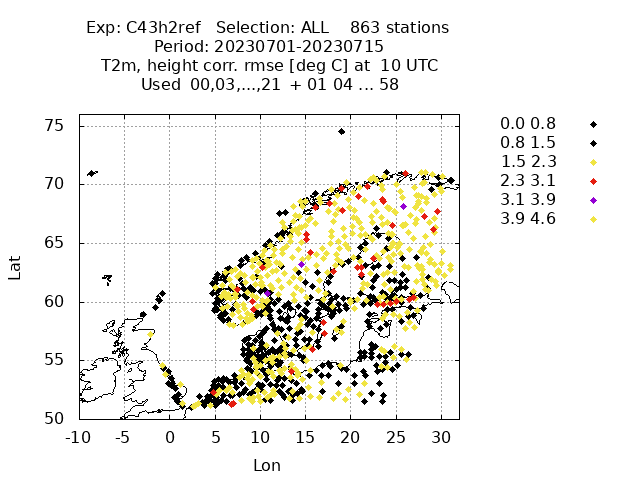 Exp: C43h2ref   Selection: ALL    863 stations
Period: 20230701-20230715
T2m, height corr. rmse [deg C] at  10 UTC
Used  00,03,...,21  + 01 04 ... 58
75
70
65
60
55
50
Lat
-10 -5 0 5 10 15 20 25 30
Lon
0.0 0.8
0.8 1.5
1.5 2.3
2.3 3.1
3.1 3.9
3.9 4.6